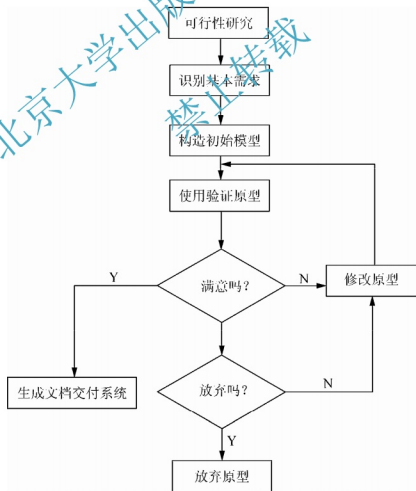 北京大学出版
禁止转载
可行性研究
识别基本需求
构造初始模型
使用验证原型
满意吗?
Y
N
修改原型
生成文档交付系统
放弃吗?
N
Y
放弃原型